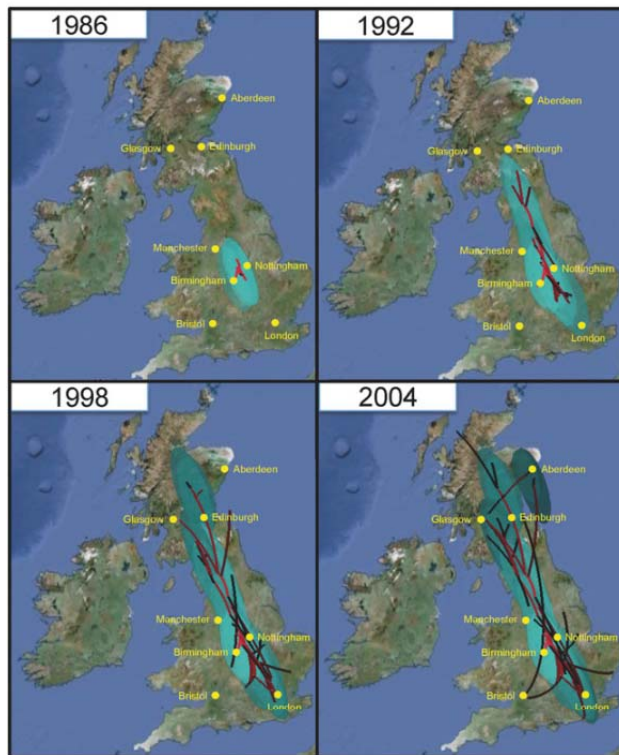 1986
Aberdeen
Glasgow
Edinburgh
Manchester
Nottingham
Birmingham
Bristol
London
1992
Aberdeen
Glasgow
Edinburgh
Manchester
Nottingham
Birmingham
Bristol
London
1998
Aberdeen
Glasgow
Edinburgh
Manchester
Nottingham
Birmingham
Bristol
London
2004
Aberdeen
Glasgow
Edinburgh
Manchester
Nottingham
Birmingham
Bristol
London